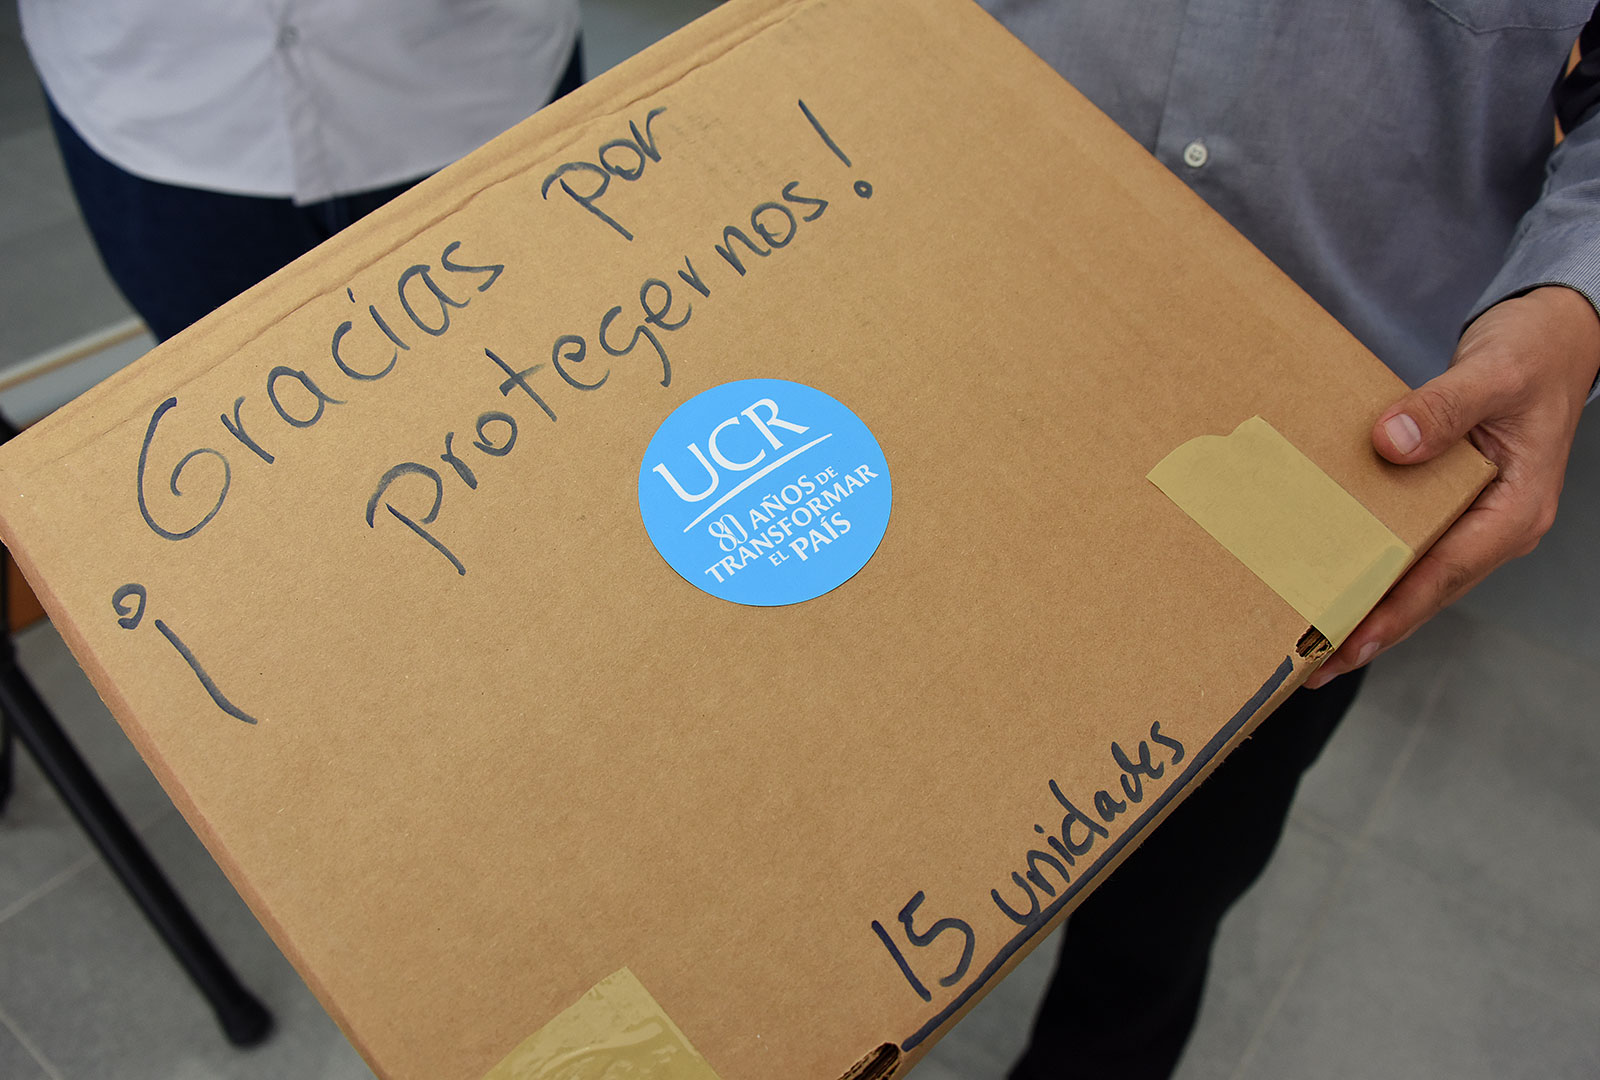 ¡Gracias por
protegernos!
UCR
80 AÑOS DE
TRANSFORMAR
EL PAÍS
15 unidades